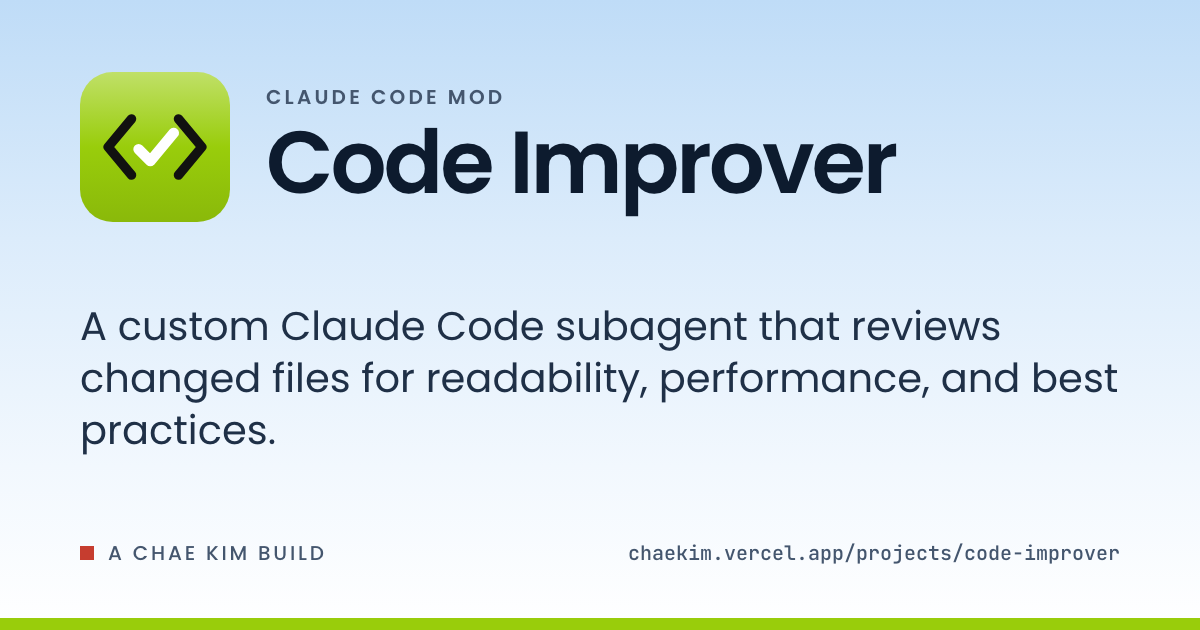 CLAUDE CODE MOD
Code Improver
A custom Claude Code subagent that reviews
changed files for readability, performance, and best
practices.
A CHAE KIM BUILD
chaekim.vercel.app/projects/code-improver